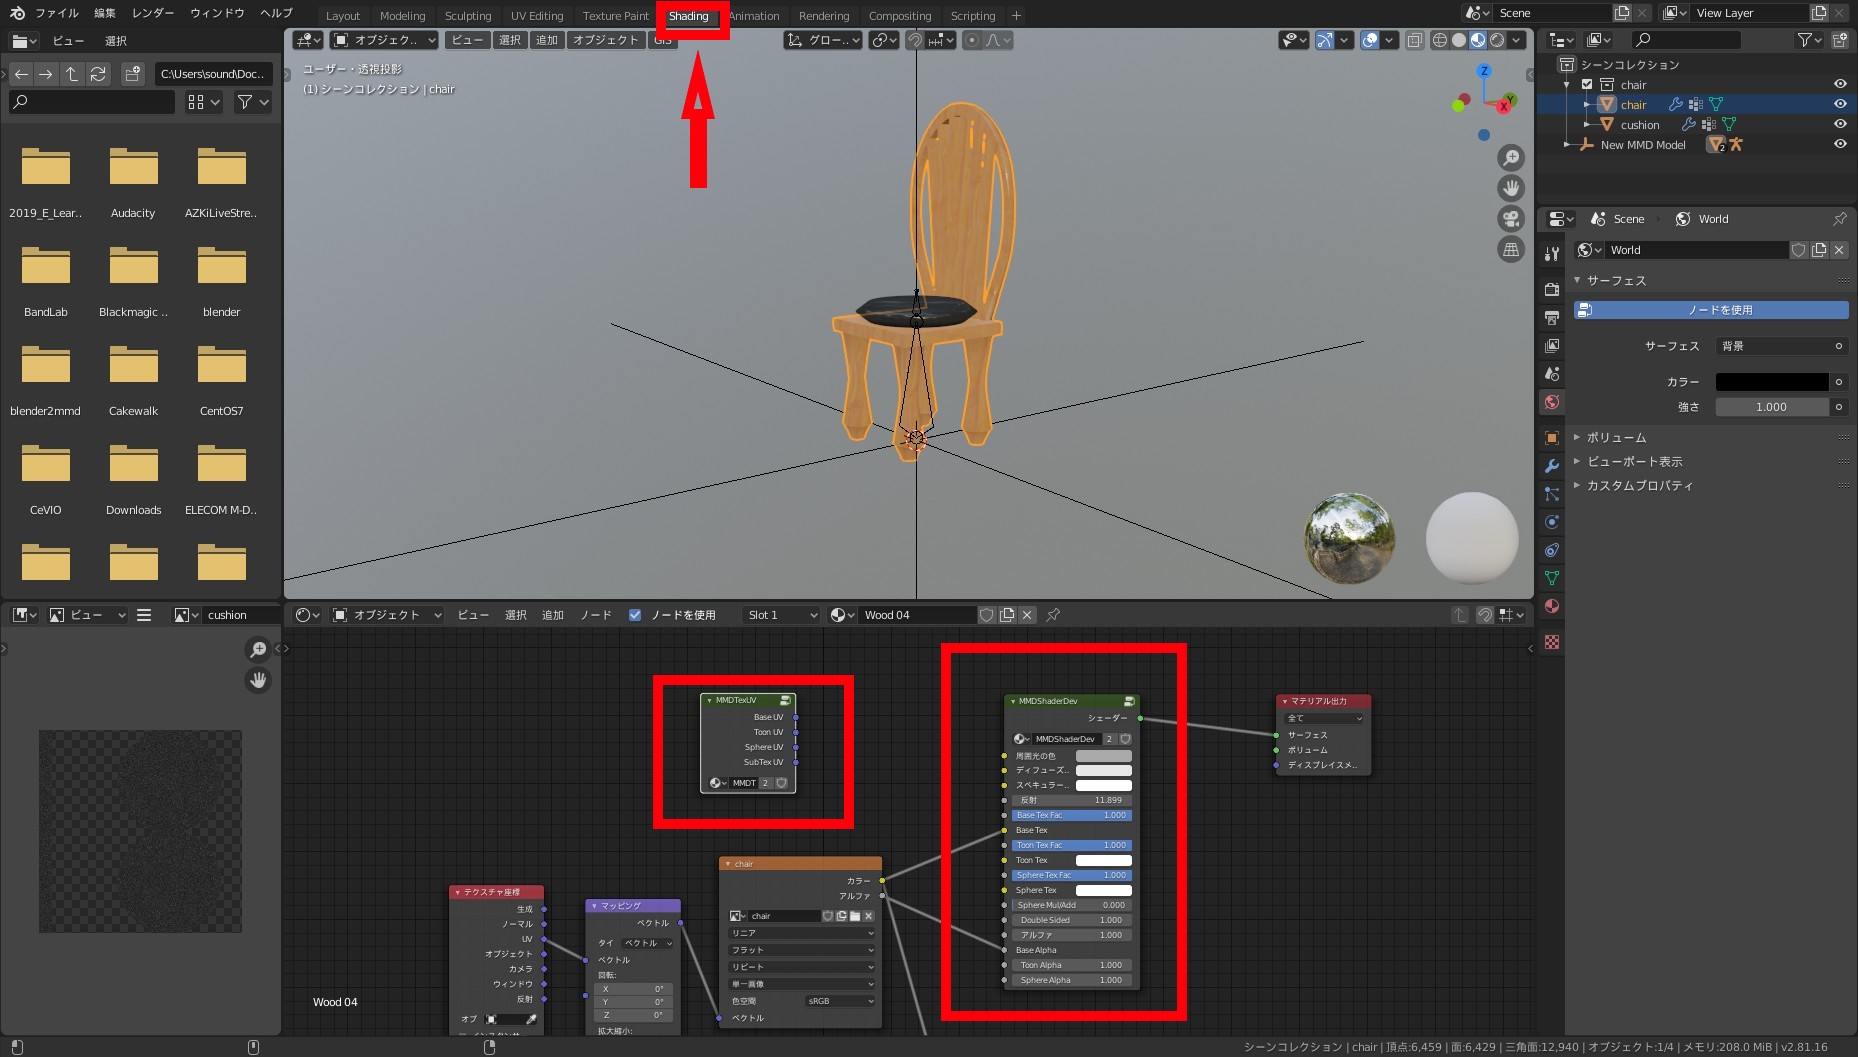 ファイル 編集 レンダー ウィンドウ ヘルプ Layout Modeling Sculpting UV Editing Texture Paint Shading Animation Rendering Compositing Scripting + Scene View Layer
ビュー 選択
オブジェク.. ビュー 選択 追加 オブジェクト GIS グロー..
C:\Users\sound\Doc..
ユーザー・透視投影
(1) シーンコレクション | chair
Z
Y
X
2019_E_Lear.. Audacity AZKiLiveStre..
BandLab Blackmagic .. blender
blender2mmd Cakewalk CentOS7
CeVIO Downloads ELECOM M-D..
シーンコレクション
chair
chair
cushion
New MMD Model 2
Scene World
World
サーフェス
ノードを使用
サーフェス 背景
カラー
強さ 1.000
ボリューム
ビューポート表示
カスタムプロパティ
ビュー cushion
オブジェクト ビュー 選択 追加 ノード ノードを使用 Slot 1 Wood 04
MMDTexUV
Base UV
Toon UV
Sphere UV
SubTex UV
MMDT 2
MMDShaderDev
シェーダー
MMDShaderDev 2
周囲光の色
ディフューズ..
スペキュラー..
反射 11.899
Base Tex Fac 1.000
Base Tex
Toon Tex Fac 1.000
Toon Tex
Sphere Tex Fac 1.000
Sphere Tex
Sphere Mul/Add 0.000
Double Sided 1.000
アルファ 1.000
Base Alpha
Toon Alpha 1.000
Sphere Alpha 1.000
マテリアル出力
全て
サーフェス
ボリューム
ディスプレイスメ..
chair
カラー
アルファ
chair
リニア
フラット
リピート
単一画像
色空間 sRGB
ベクトル
テクスチャ座標
生成
ノーマル
UV
オブジェクト
カメラ
ウィンドウ
反射
オブ
マッピング
ベクトル
タイ ベクトル
ベクトル
回転:
X 0°
Y 0°
Z 0°
拡大縮小:
Wood 04
シーンコレクション | chair | 頂点:6,459 | 面:6,429 | 三角面:12,940 | オブジェクト:1/4 | メモリ:208.0 MiB | v2.81.16